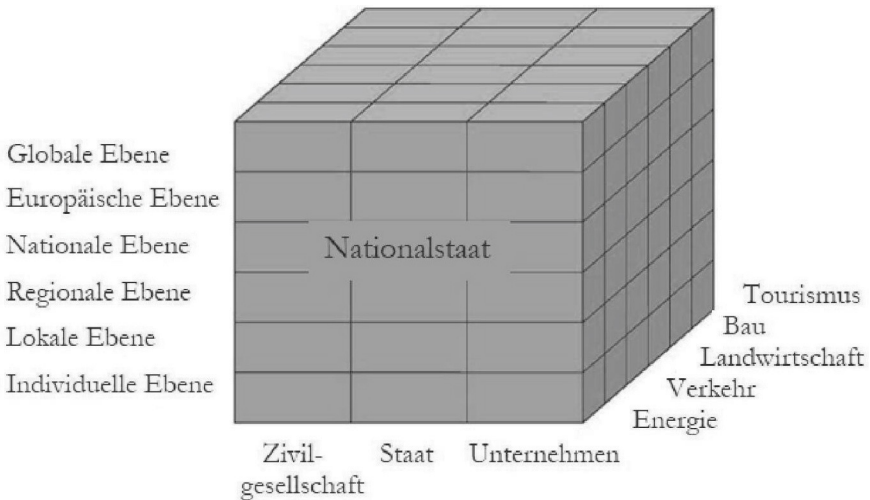 Globale Ebene
Europäische Ebene
Nationale Ebene
Regionale Ebene
Lokale Ebene
Individuelle Ebene
Nationalstaat
Tourismus
Bau
Landwirtschaft
Verkehr
Energie
Zivil-
gesellschaft
Staat
Unternehmen